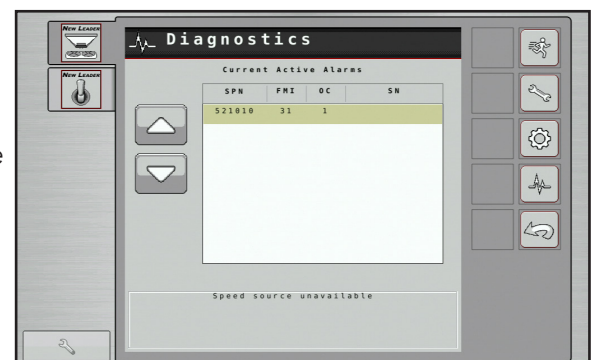 NEW LEADER
NEW LEADER
Diagnostics
Current Active Alarms
SPN FMI OC SN
521010 31 1
e
Speed source unavailable